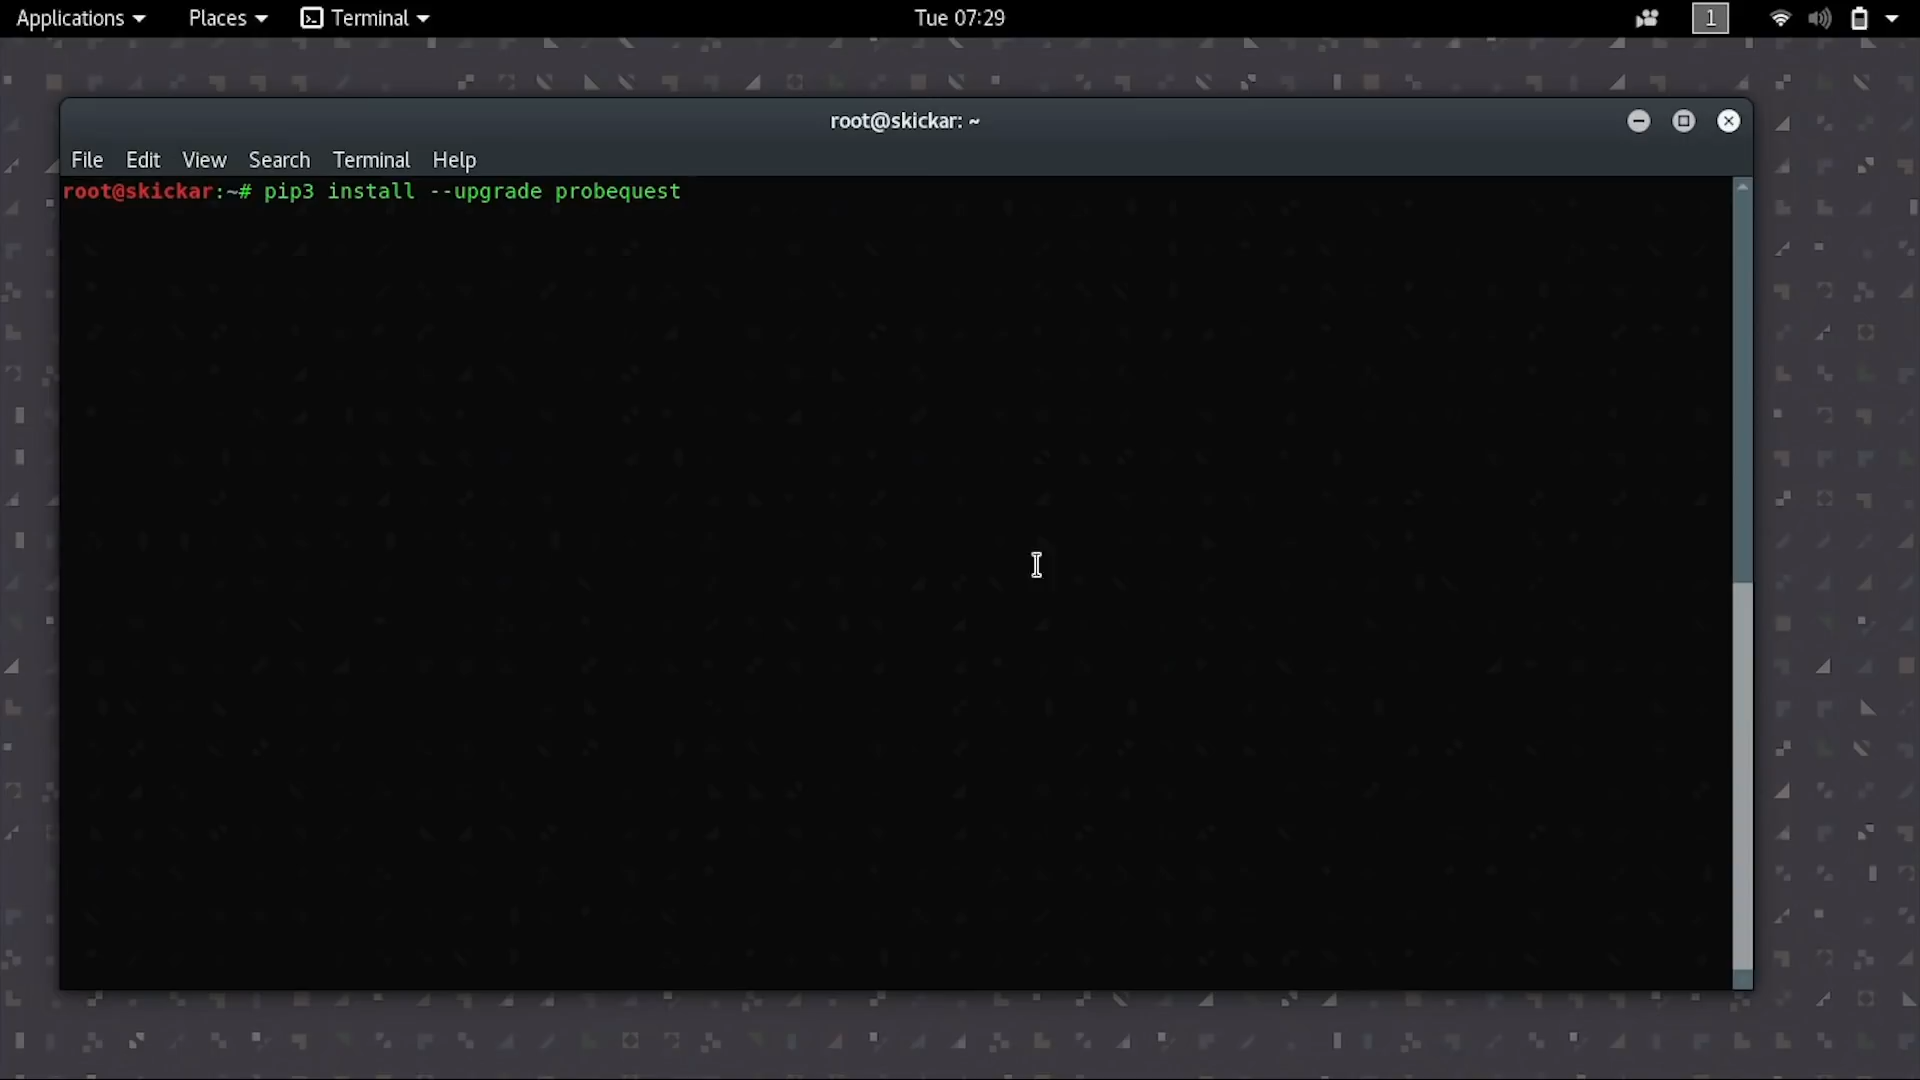 Applications Places Terminal Tue 07:29 1
root@skickar: ~
File Edit View Search Terminal Help
root@skickar:~# pip3 install --upgrade probequest